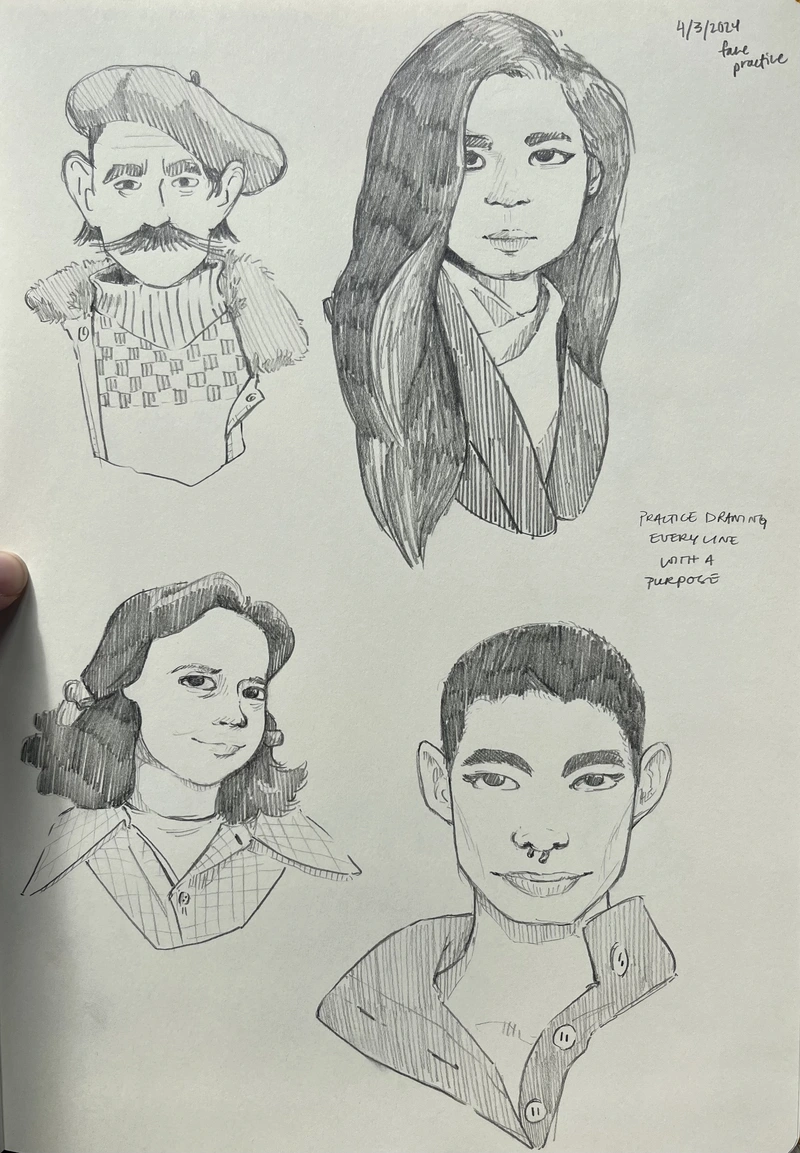 4/3/2024
face
practice
PRACTICE DRAWING
EVERY LINE
WITH A
PURPOSE